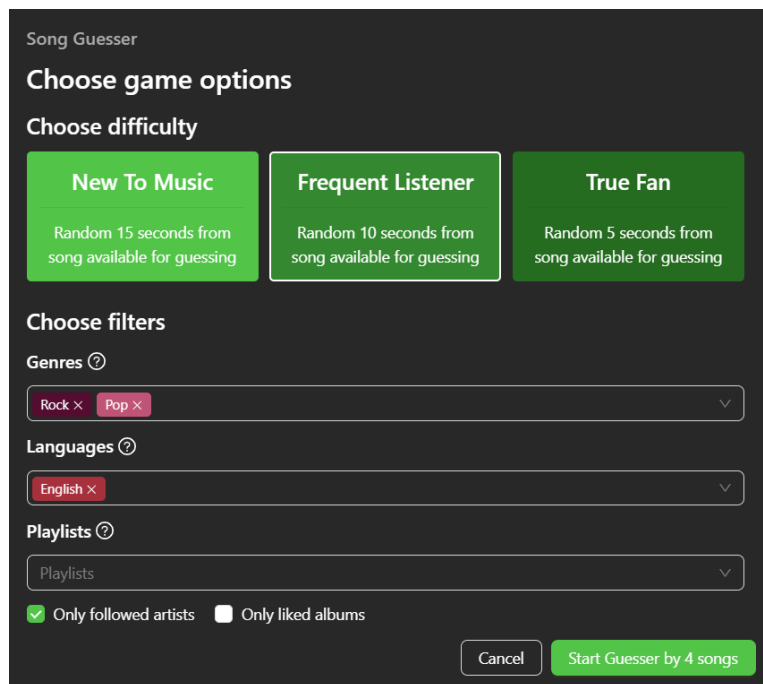 Song Guesser
Choose game options
Choose difficulty
New To Music
Random 15 seconds from
song available for guessing
Frequent Listener
Random 10 seconds from
song available for guessing
True Fan
Random 5 seconds from
song available for guessing
Choose filters
Genres ?
Rock × Pop ×
Languages ?
English ×
Playlists ?
Playlists
Only followed artists
Only liked albums
Cancel
Start Guesser by 4 songs